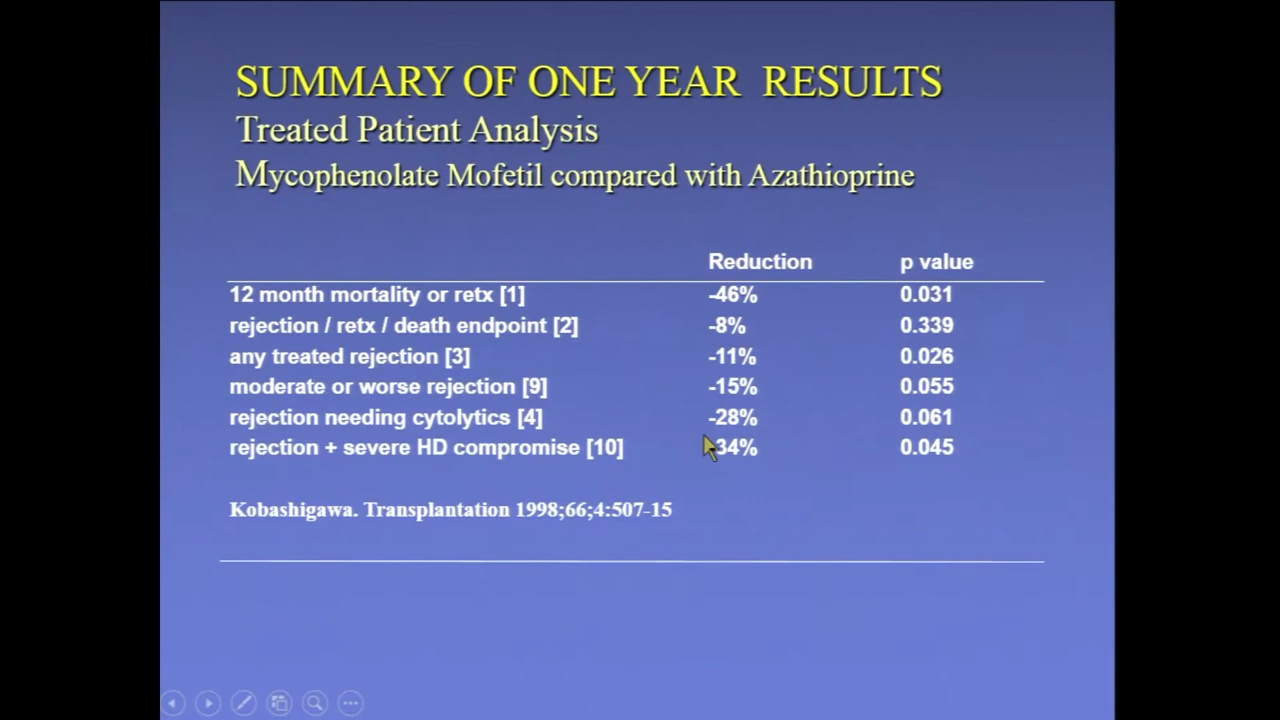 SUMMARY OF ONE YEAR RESULTS
Treated Patient Analysis
Mycophenolate Mofetil compared with Azathioprine
Reduction p value
12 month mortality or retx [1] -46% 0.031
rejection / retx / death endpoint [2] -8% 0.339
any treated rejection [3] -11% 0.026
moderate or worse rejection [9] -15% 0.055
rejection needing cytolytics [4] -28% 0.061
rejection + severe HD compromise [10] -34% 0.045
Kobashigawa. Transplantation 1998;66;4:507-15